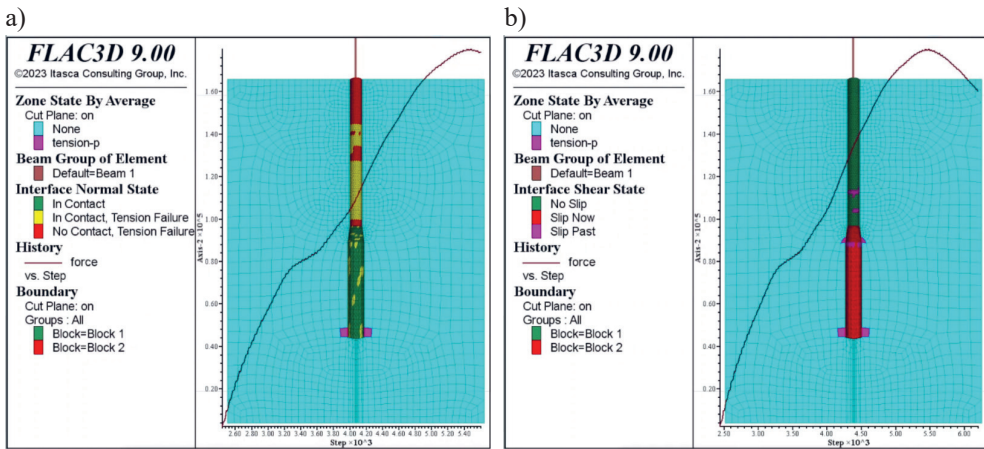 a)
FLAC3D 9.00
©2023 Itasca Consulting Group, Inc.
Zone State By Average
Cut Plane: on
None
tension-p
Beam Group of Element
Default=Beam 1
Interface Normal State
In Contact
In Contact, Tension Failure
No Contact, Tension Failure
History
force
vs. Step
Boundary
Cut Plane: on
Groups : All
Block=Block 1
Block=Block 2
Axis-2 ×10^5
1.60
1.40
1.20
1.00
0.80
0.60
0.40
0.20
2.60 2.80 3.00 3.20 3.40 3.60 3.80 4.00 4.20 4.40 4.60 4.80 5.00 5.20 5.40
Step ×10^3
b)
FLAC3D 9.00
©2023 Itasca Consulting Group, Inc.
Zone State By Average
Cut Plane: on
None
tension-p
Beam Group of Element
Default=Beam 1
Interface Shear State
No Slip
Slip Now
Slip Past
History
force
vs. Step
Boundary
Cut Plane: on
Groups : All
Block=Block 1
Block=Block 2
Axis-2 ×10^5
1.60
1.40
1.20
1.00
0.80
0.60
0.40
0.20
2.50 3.00 3.50 4.00 4.50 5.00 5.50 6.00
Step ×10^3